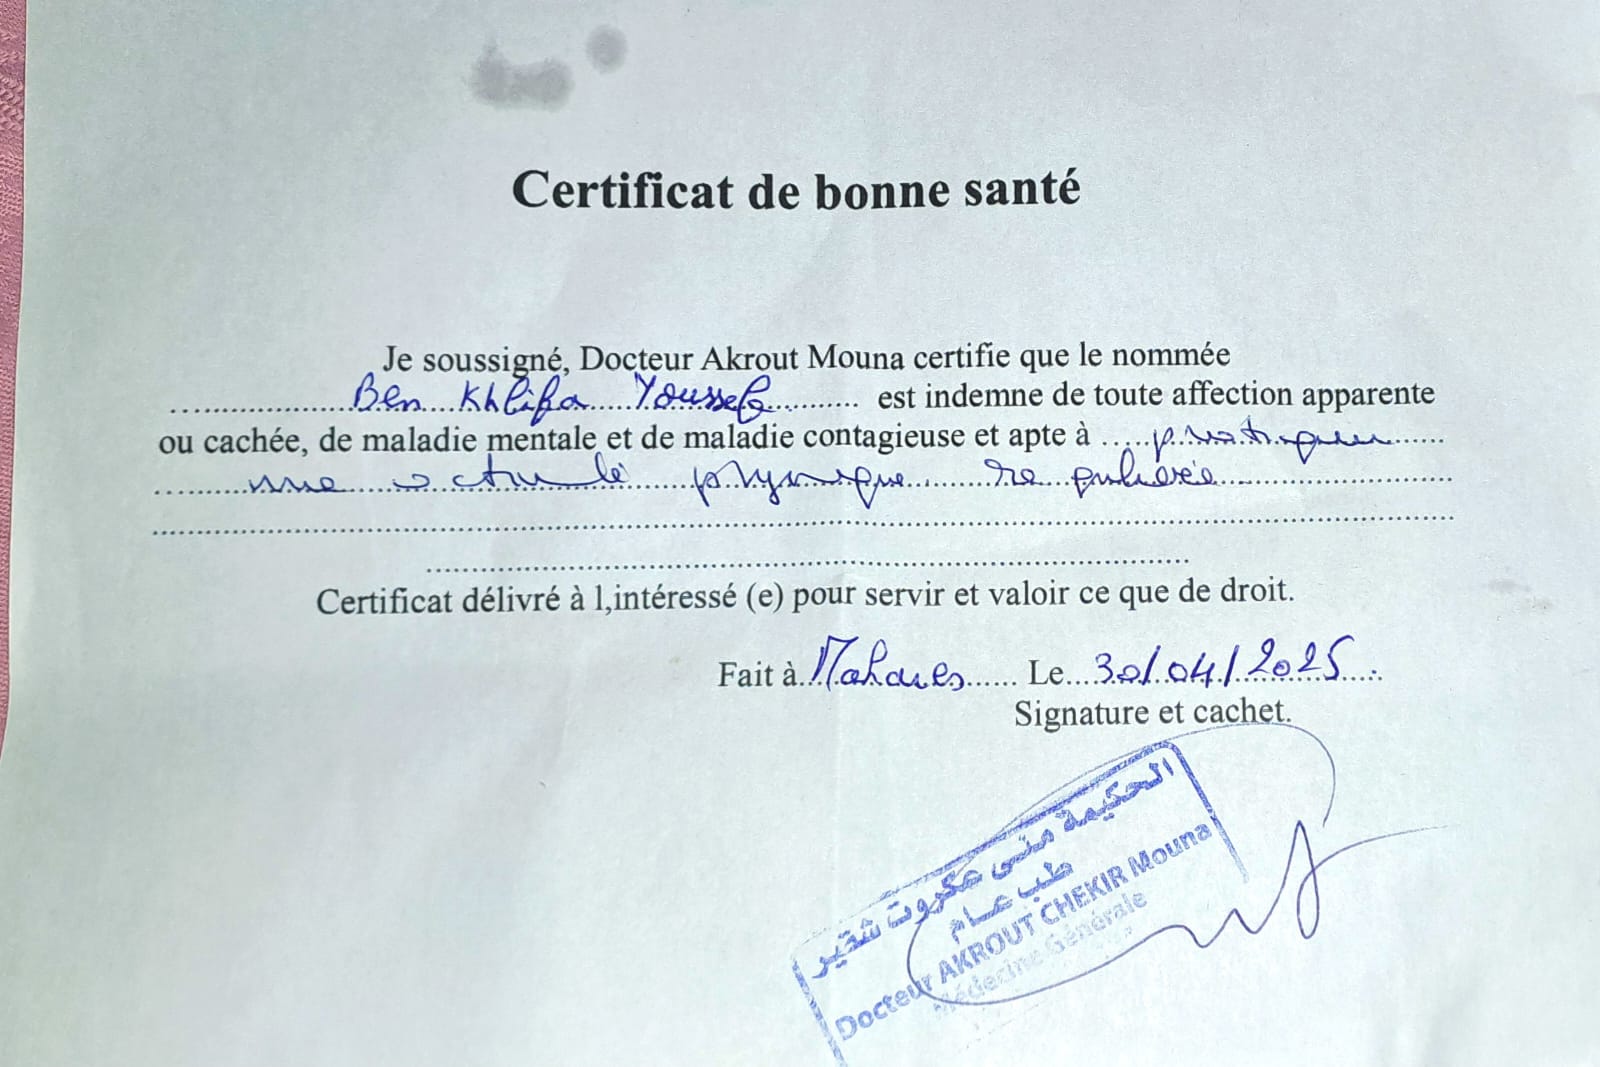 Certificat de bonne santé
Je soussigné, Docteur Akrout Mouna certifie que le nommée
Ben Khlifa Youssef est indemne de toute affection apparente
ou cachée, de maladie mentale et de maladie contagieuse et apte à pratiquer
une activité physique régulière
Certificat délivré à l,intéressé (e) pour servir et valoir ce que de droit.
Fait à Mahares Le 30/04/2025
Signature et cachet.
الحكيمة منى عكروت شقير
طب عام
Docteur AKROUT CHEKIR Mouna
Médecine Générale